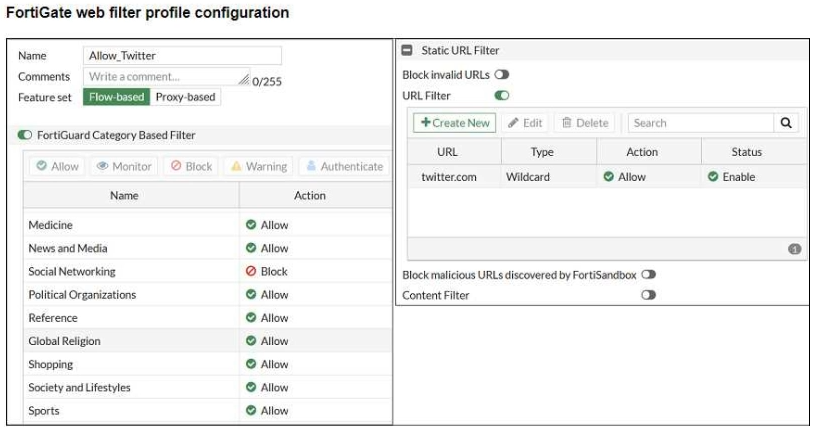 FortiGate web filter profile configuration
Name Allow_Twitter
Comments Write a comment... 0/255
Feature set Flow-based Proxy-based
FortiGuard Category Based Filter
Allow Monitor Block Warning Authenticate
Name Action
Medicine Allow
News and Media Allow
Social Networking Block
Political Organizations Allow
Reference Allow
Global Religion Allow
Shopping Allow
Society and Lifestyles Allow
Sports Allow
Static URL Filter
Block invalid URLs
URL Filter
+Create New Edit Delete Search
URL Type Action Status
twitter.com Wildcard Allow Enable
1
Block malicious URLs discovered by FortiSandbox
Content Filter